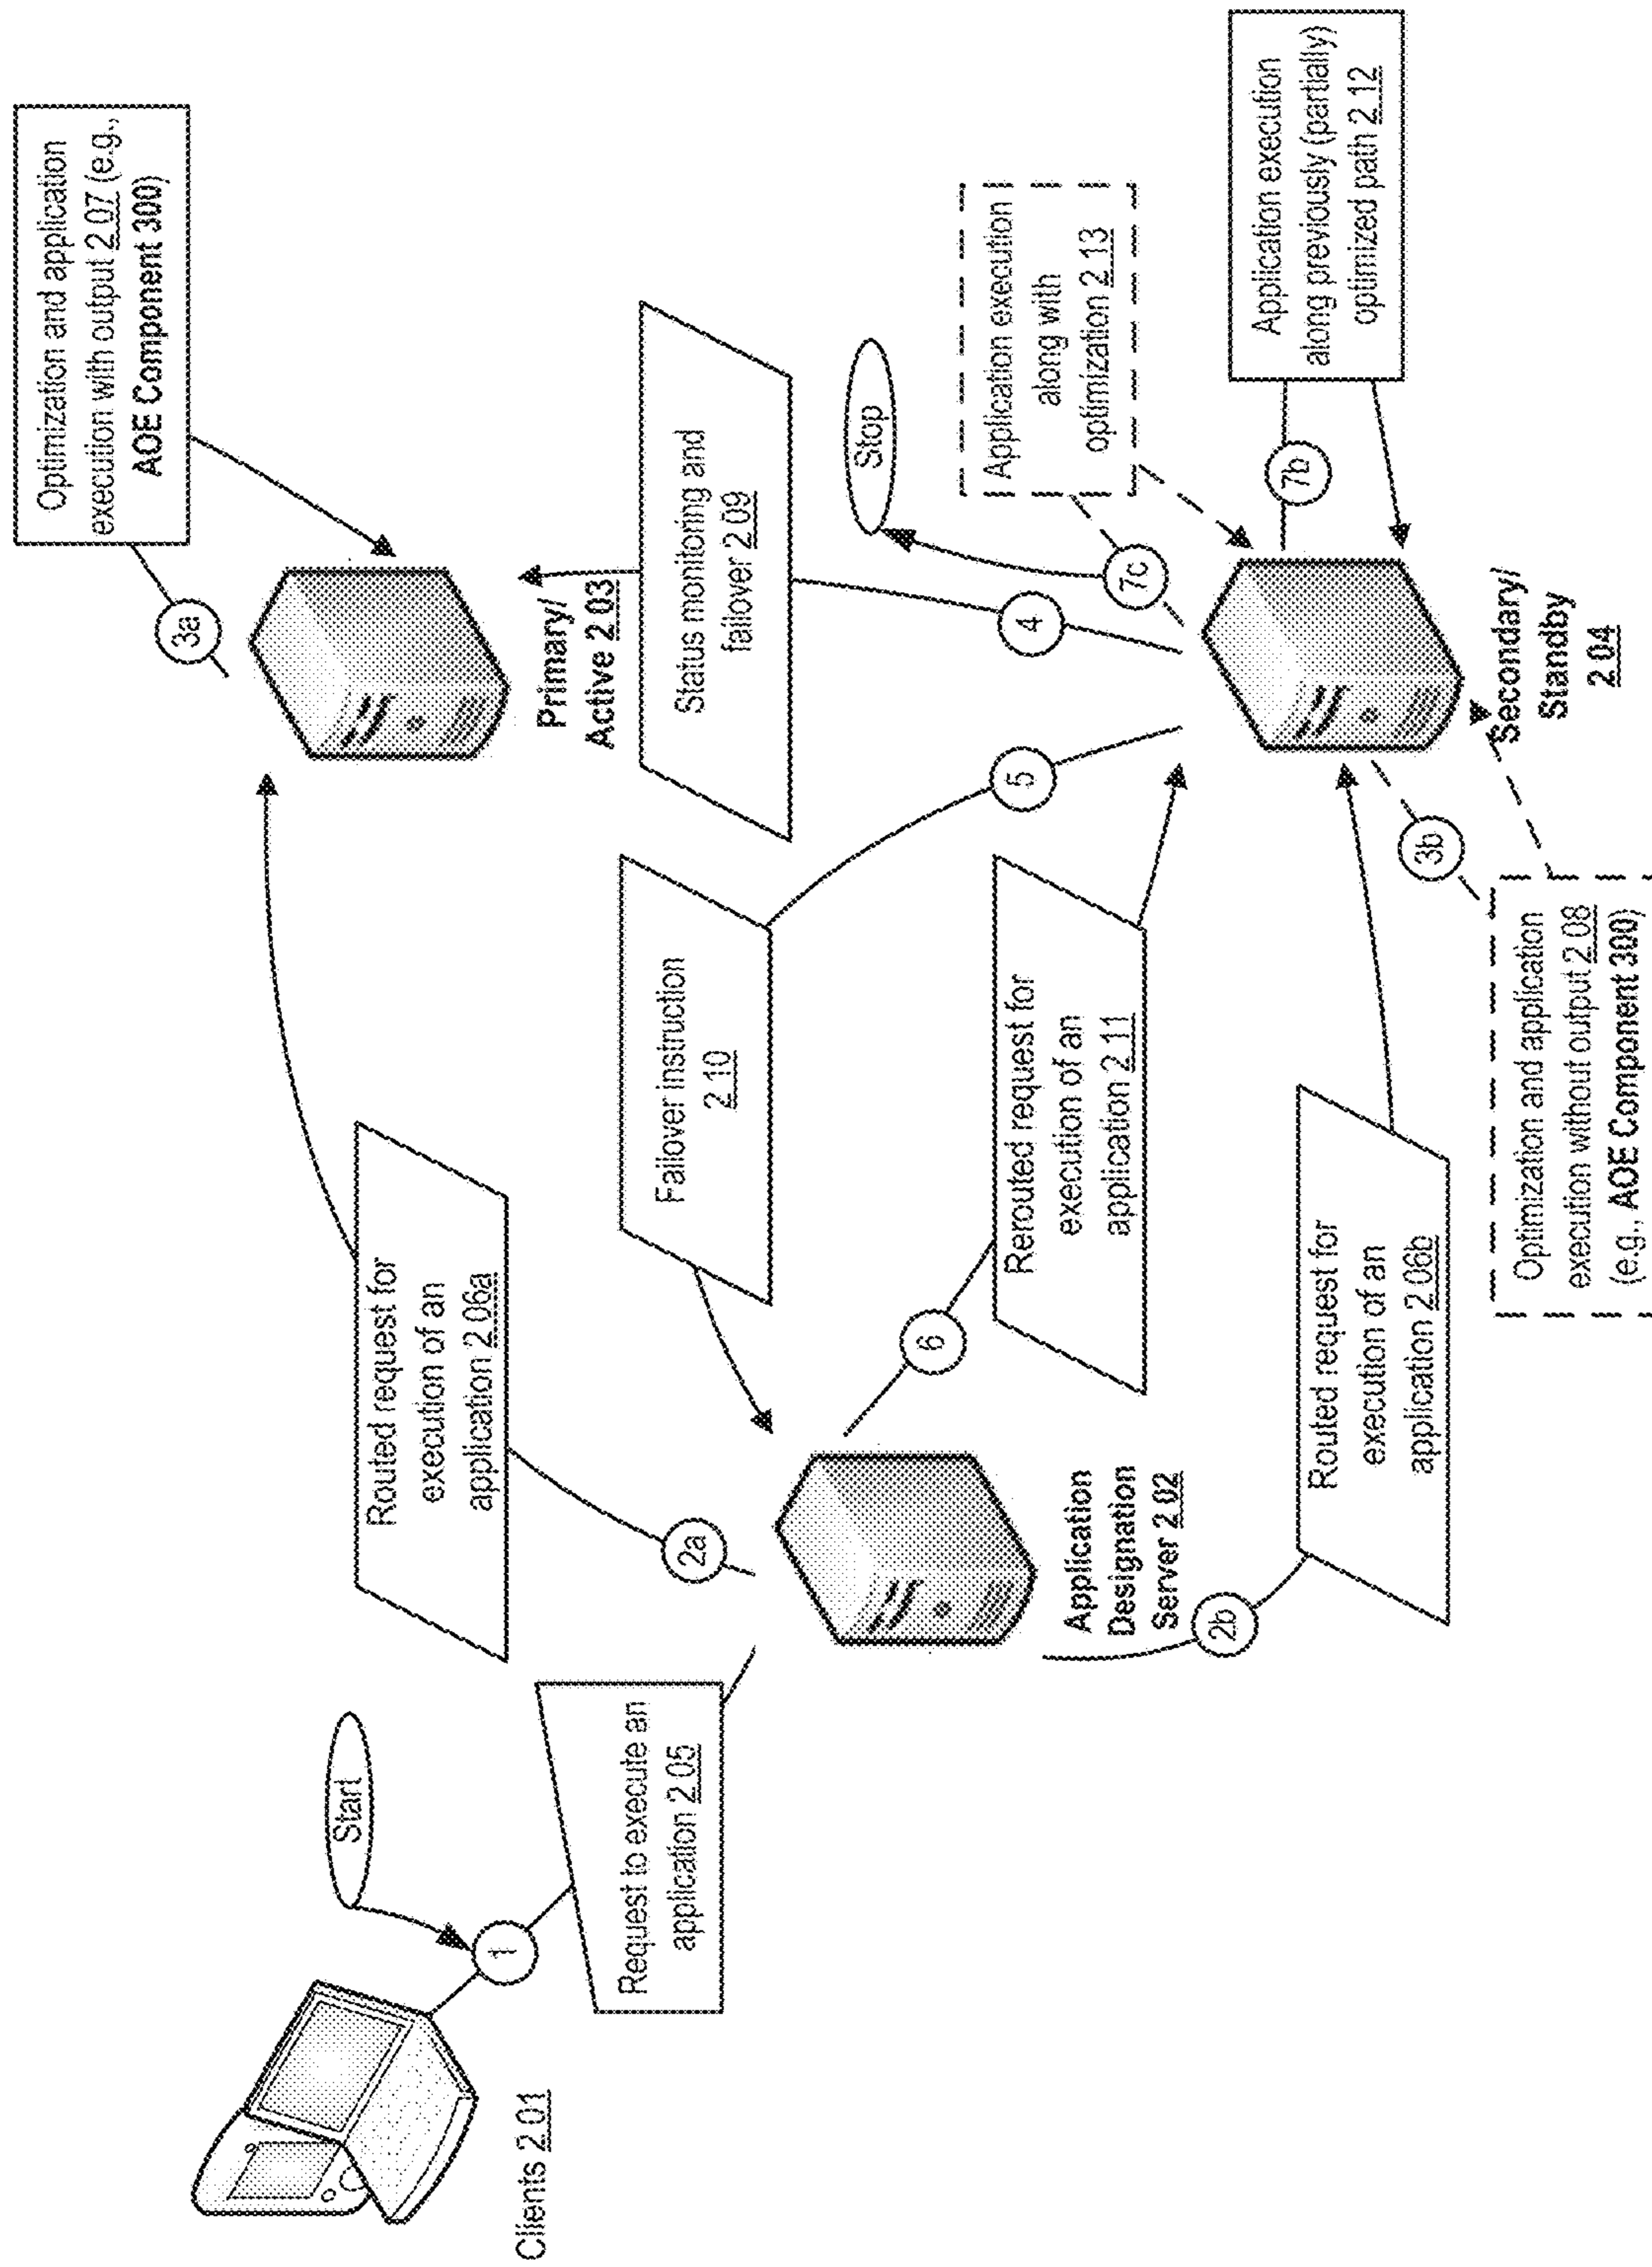 Clients 2 01
Start
1
Request to execute an
application 2 05
2a
Routed request for
execution of an
application 2 06a
Application
Designation
Server 2 02
2b
Routed request for
execution of an
application 2 06b
3a
Optimization and application
execution with output 2 07 (e.g.,
AOE Component 300)
Primary/
Active 2 03
3b
Optimization and application
execution without output 2 08
(e.g., AOE Component 300)
Secondary/
Standby
2 04
4
Status monitoring and
failover 2 09
5
Failover instruction
2 10
6
Rerouted request for
execution of an
application 2 11
7b
Application execution
along previously (partially)
optimized path 2 12
7c
Application execution
along with
optimization 2 13
Stop